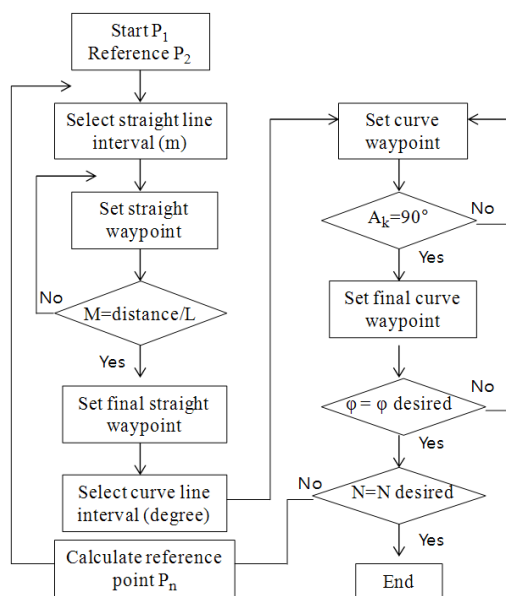 Start P₁
Reference P₂
Select straight line
interval (m)
Set straight
waypoint
No
M=distance/L
Yes
Set final straight
waypoint
Select curve line
interval (degree)
Calculate reference
point Pₙ
Set curve
waypoint
Aₖ=90°
No
Yes
Set final curve
waypoint
φ = φ desired
No
Yes
No
N=N desired
Yes
End